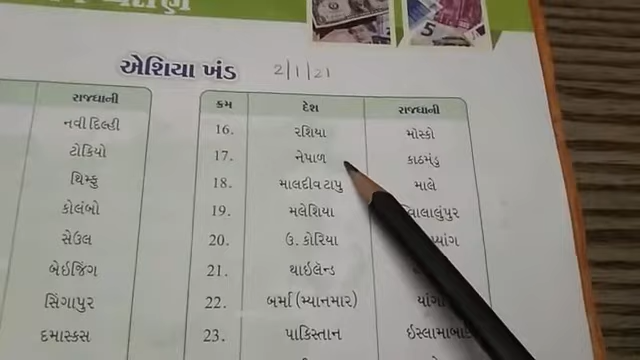 એશિયા ખંડ 2/1/21
રાજધાની
નવી દિલ્હી
ટોકિયો
થિમ્ફુ
કોલંબો
સેઉલ
બેઇજિંગ
સિંગાપુર
દમાસ્કસ
ક્રમ દેશ રાજધાની
16. રશિયા મોસ્કો
17. નેપાળ કાઠમંડુ
18. માલદીવ ટાપુ માલે
19. મલેશિયા
20. ઉ. કોરિયા
21. થાઇલેન્ડ
22. બર્મા (મ્યાનમાર)
23. પાકિસ્તાન
5